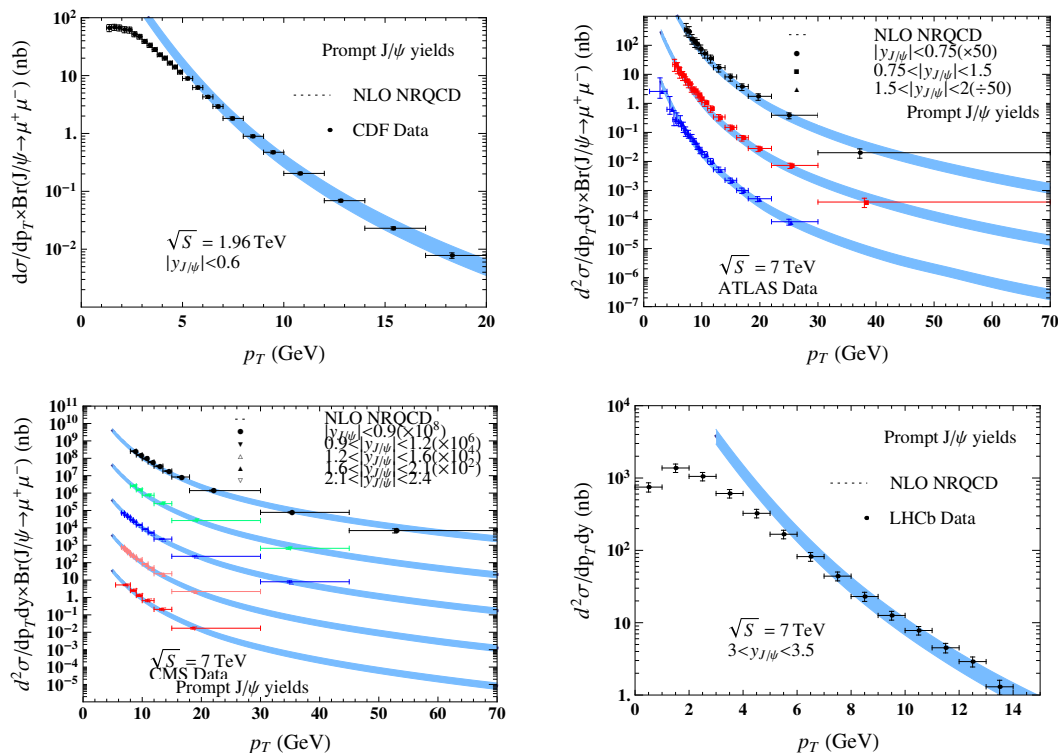 10²
10
1.
10⁻¹
10⁻²
dσ/dp_T×Br(J/ψ→μ⁺μ⁻) (nb)
Prompt J/ψ yields
NLO NRQCD
CDF Data
√S = 1.96 TeV
|y_J/ψ|<0.6
0 5 10 15 20
p_T (GeV)
10²
10
1
10⁻¹
10⁻²
10⁻³
10⁻⁴
10⁻⁵
10⁻⁶
10⁻⁷
d²σ/dp_Tdy×Br(J/ψ→μ⁺μ⁻) (nb)
NLO NRQCD
|y_J/ψ|<0.75(×50)
0.75<|y_J/ψ|<1.5
1.5<|y_J/ψ|<2(÷50)
Prompt J/ψ yields
√S = 7 TeV
ATLAS Data
0 10 20 30 40 50 60 70
p_T (GeV)
10¹¹
10¹⁰
10⁹
10⁸
10⁷
10⁶
10⁵
10⁴
10³
10²
10
1
10⁻¹
10⁻²
10⁻³
10⁻⁴
10⁻⁵
d²σ/dp_Tdy×Br(J/ψ→μ⁺μ⁻) (nb)
NLO NRQCD
|y_J/ψ|<0.9(×10⁸)
0.9<|y_J/ψ|<1.2(×10⁶)
1.2<|y_J/ψ|<1.6(×10⁴)
1.6<|y_J/ψ|<2.1(×10²)
2.1<|y_J/ψ|<2.4
√S = 7 TeV
CMS Data
Prompt J/ψ yields
0 10 20 30 40 50 60 70
p_T (GeV)
10⁴
10³
10²
10
1.
d²σ/dp_Tdy (nb)
Prompt J/ψ yields
NLO NRQCD
LHCb Data
√S = 7 TeV
3<y_J/ψ<3.5
0 2 4 6 8 10 12 14
p_T (GeV)